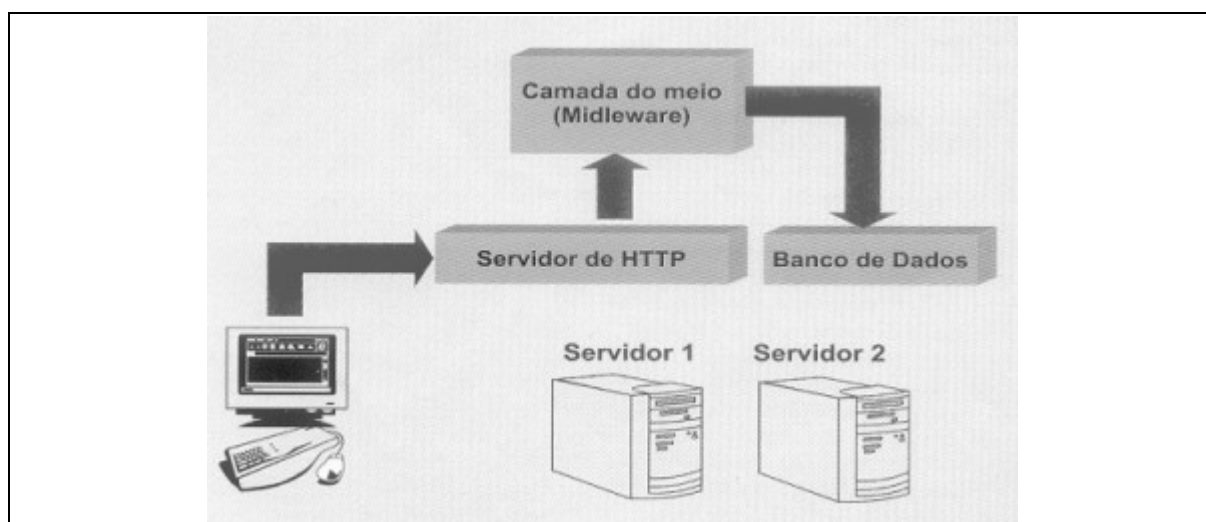 Camada do meio
(Midleware)
Servidor de HTTP
Banco de Dados
Servidor 1
Servidor 2